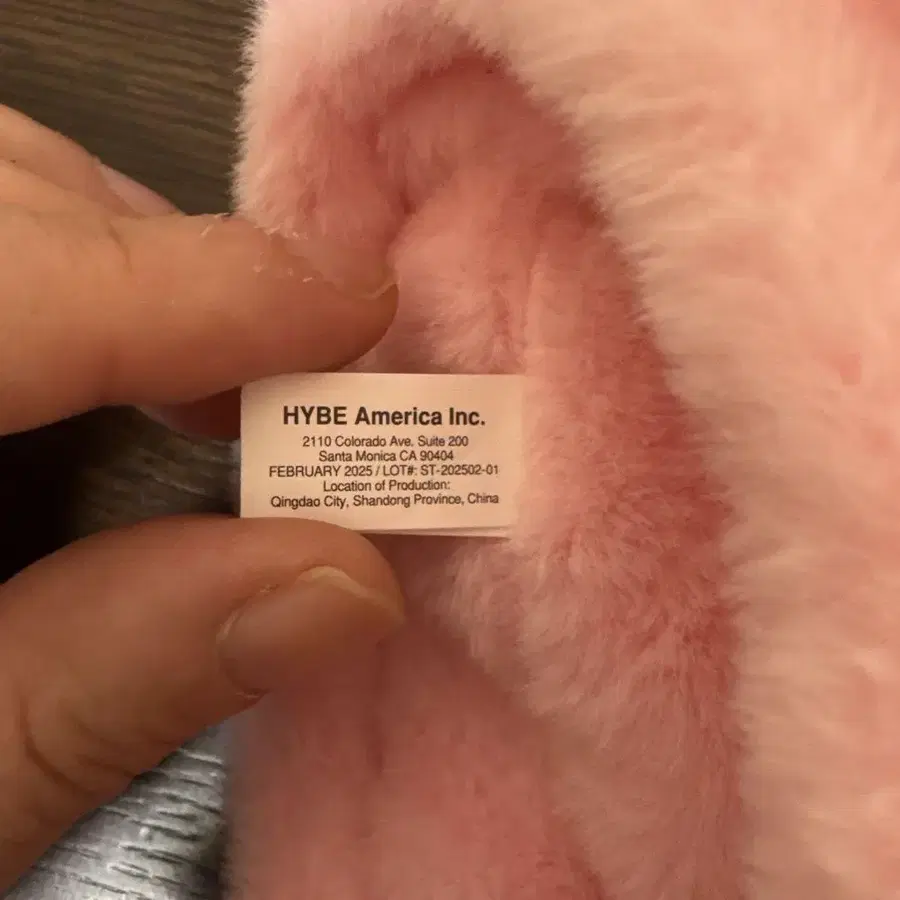 HYBE America Inc.
2110 Colorado Ave. Suite 200
Santa Monica CA 90404
FEBRUARY 2025 / LOT#: ST-202502-01
Location of Production:
Qingdao City, Shandong Province, China